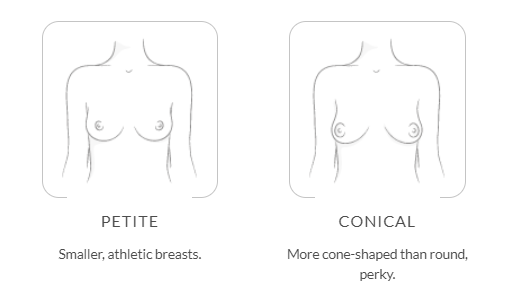 PETITE
Smaller, athletic breasts.
CONICAL
More cone-shaped than round,
perky.